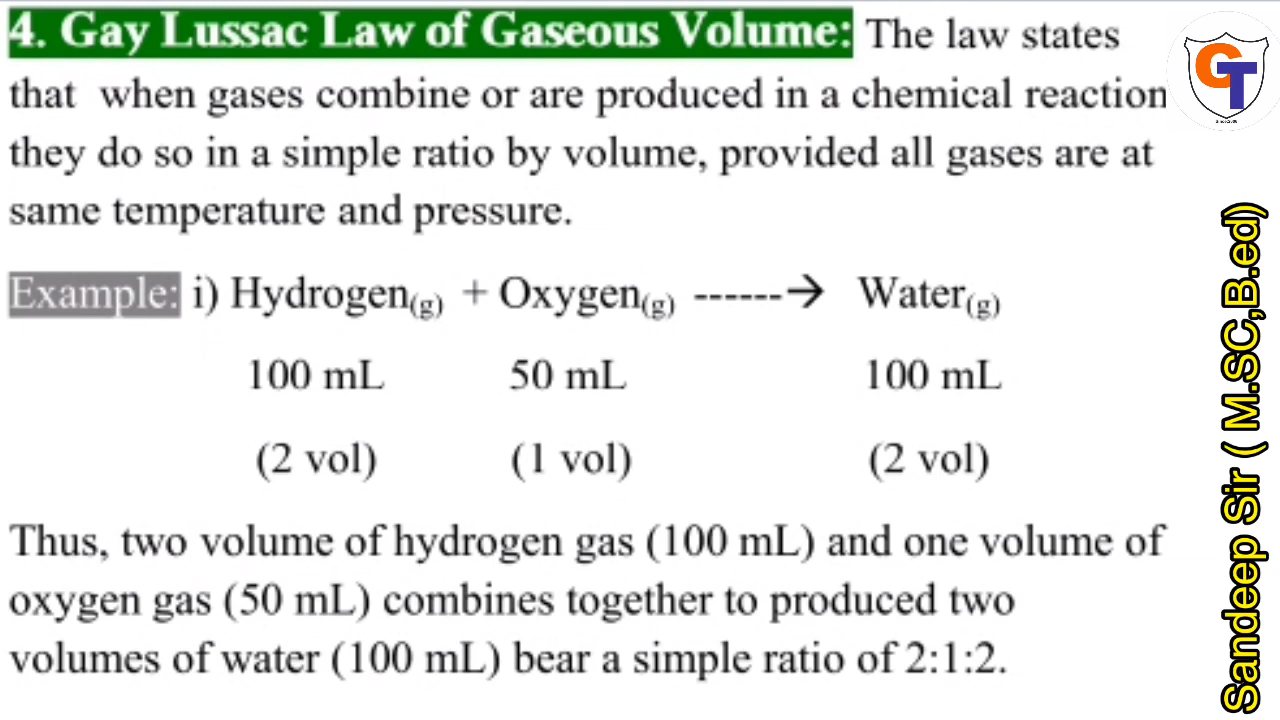 4. Gay Lussac Law of Gaseous Volume: The law states
that when gases combine or are produced in a chemical reaction
they do so in a simple ratio by volume, provided all gases are at
same temperature and pressure.
Example: i) Hydrogen(g) + Oxygen(g) ------→ Water(g)
100 mL 50 mL 100 mL
(2 vol) (1 vol) (2 vol)
Thus, two volume of hydrogen gas (100 mL) and one volume of
oxygen gas (50 mL) combines together to produced two
volumes of water (100 mL) bear a simple ratio of 2:1:2.
GT
Sandeep Sir ( M.SC,B.ed)